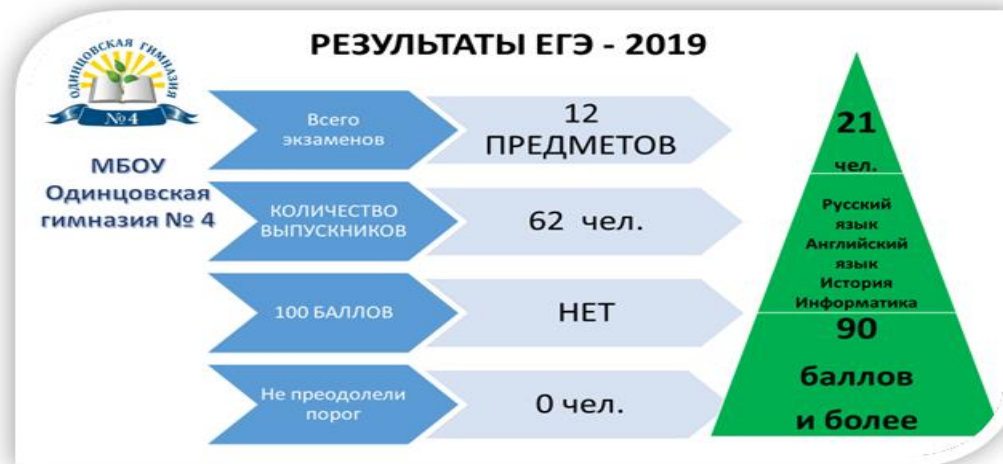 РЕЗУЛЬТАТЫ ЕГЭ - 2019
ОДИНЦОВСКАЯ ГИМНАЗИЯ
№4
МБОУ
Одинцовская
гимназия № 4
Всего
экзаменов
12
ПРЕДМЕТОВ
КОЛИЧЕСТВО
ВЫПУСКНИКОВ
62 чел.
100 БАЛЛОВ
НЕТ
Не преодолели
порог
0 чел.
21
чел.
Русский
язык
Английский
язык
История
Информатика
90
баллов
и более